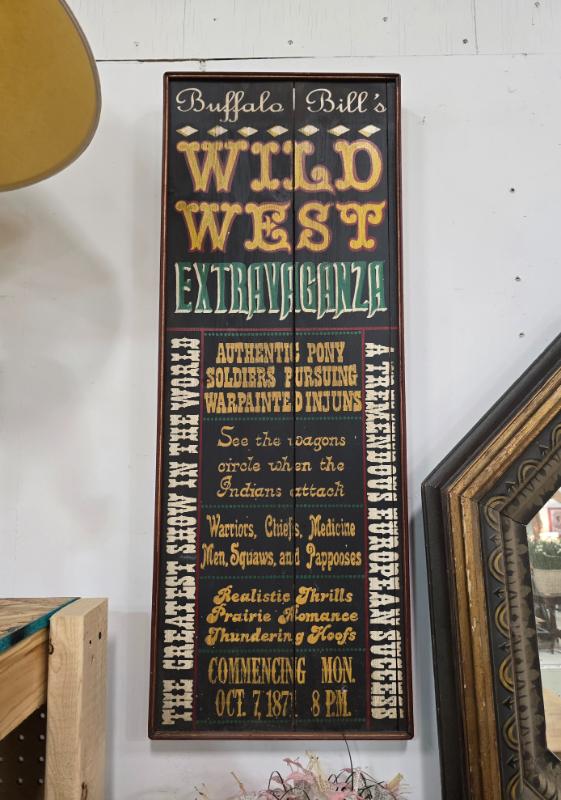 Buffalo Bill's
WILD
WEST
EXTRAVAGANZA
THE GREATEST SHOW IN THE WORLD
AUTHENTIC PONY
SOLDIERS PURSUING
WARPAINTED INJUNS
See the wagons
circle when the
Indians attack
Warriors, Chiefs, Medicine
Men, Squaws, and Pappooses
Realistic Thrills
Prairie Romance
Thundering Hoofs
COMMENCING MON.
OCT. 7, 8 P.M.
A TREMENDOUS EUROPEAN SUCCESS